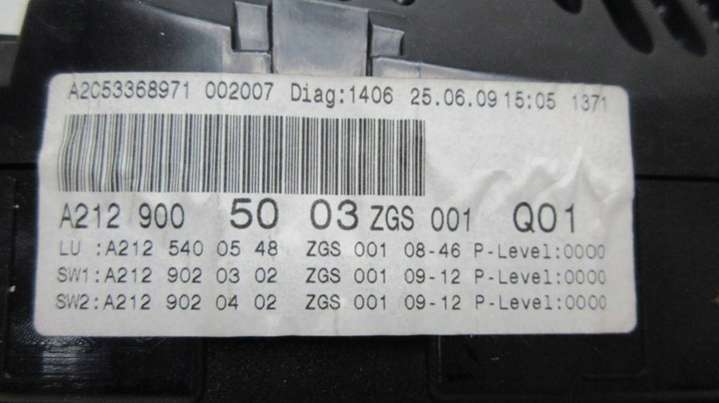 A2C53368971 002007 Diag:1406 25.06.09 15:05 1371
A212 900 50 03 ZGS 001 Q01
LU :A212 540 05 48 ZGS 001 08-46 P-Level:0000
SW1:A212 902 03 02 ZGS 001 09-12 P-Level:0000
SW2:A212 902 04 02 ZGS 001 09-12 P-Level:0000